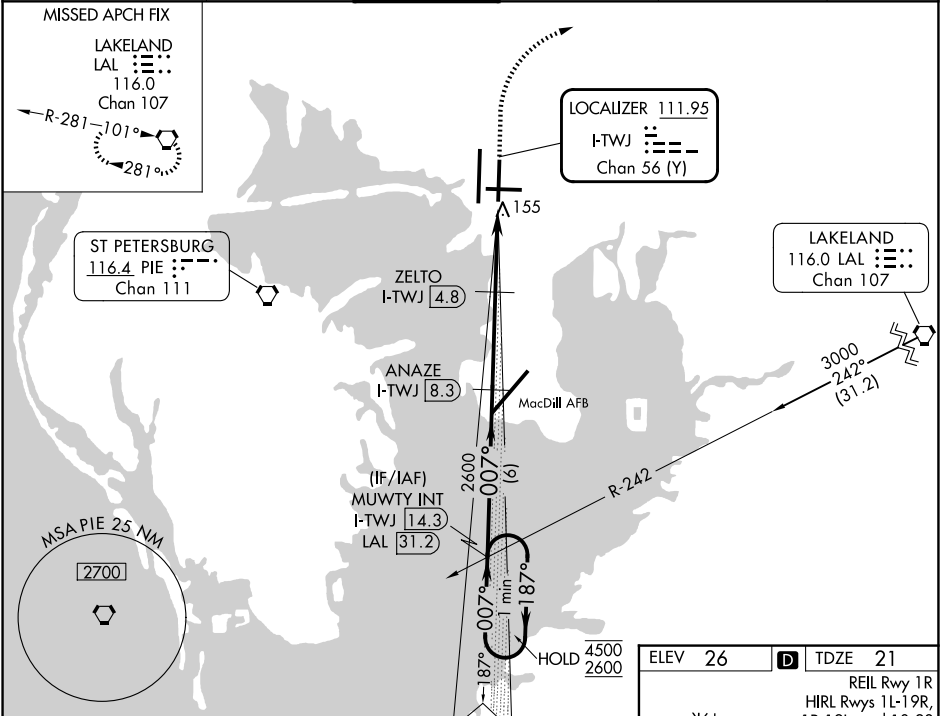 MISSED APCH FIX
LAKELAND
LAL
116.0
Chan 107
R-281
101°
281°
LOCALIZER 111.95
I-TWJ
Chan 56 (Y)
155
ST PETERSBURG
116.4 PIE
Chan 111
LAKELAND
116.0 LAL
Chan 107
ZELTO
I-TWJ 4.8
3000
242°
(31.2)
ANAZE
I-TWJ 8.3
MacDill AFB
2600
007°
(6)
R-242
(IF/IAF)
MUWTY INT
I-TWJ 14.3
LAL 31.2
MSA PIE 25 NM
2700
007°
1 min
187°
187°
HOLD 4500
2600
ELEV 26 D TDZE 21
REIL Rwy 1R
HIRL Rwys 1L-19R,